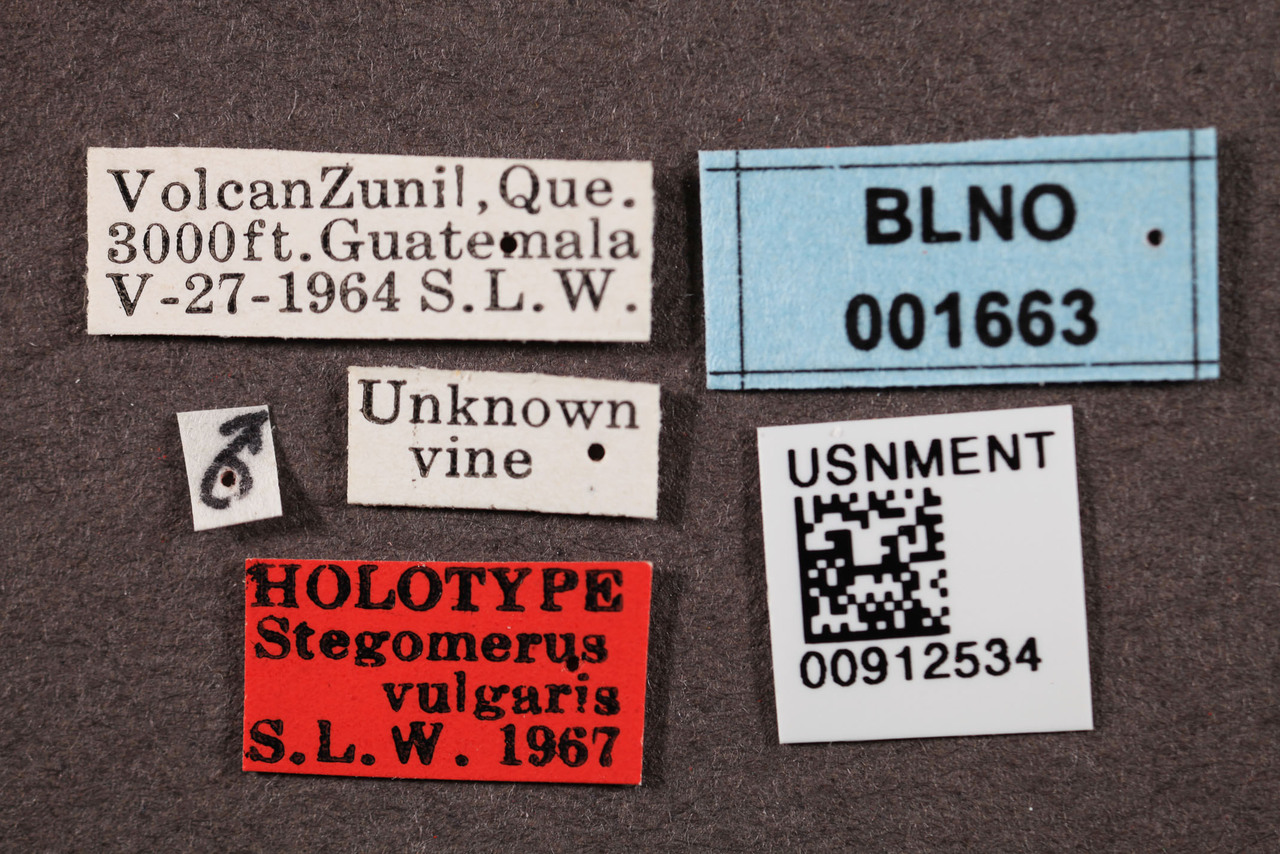 VolcanZunil, Que.
3000ft. Guatemala
V-27-1964 S.L.W.
BLNO
001663
♂
Unknown
vine
USNMENT
00912534
HOLOTYPE
Stegomerus
vulgaris
S.L.W. 1967